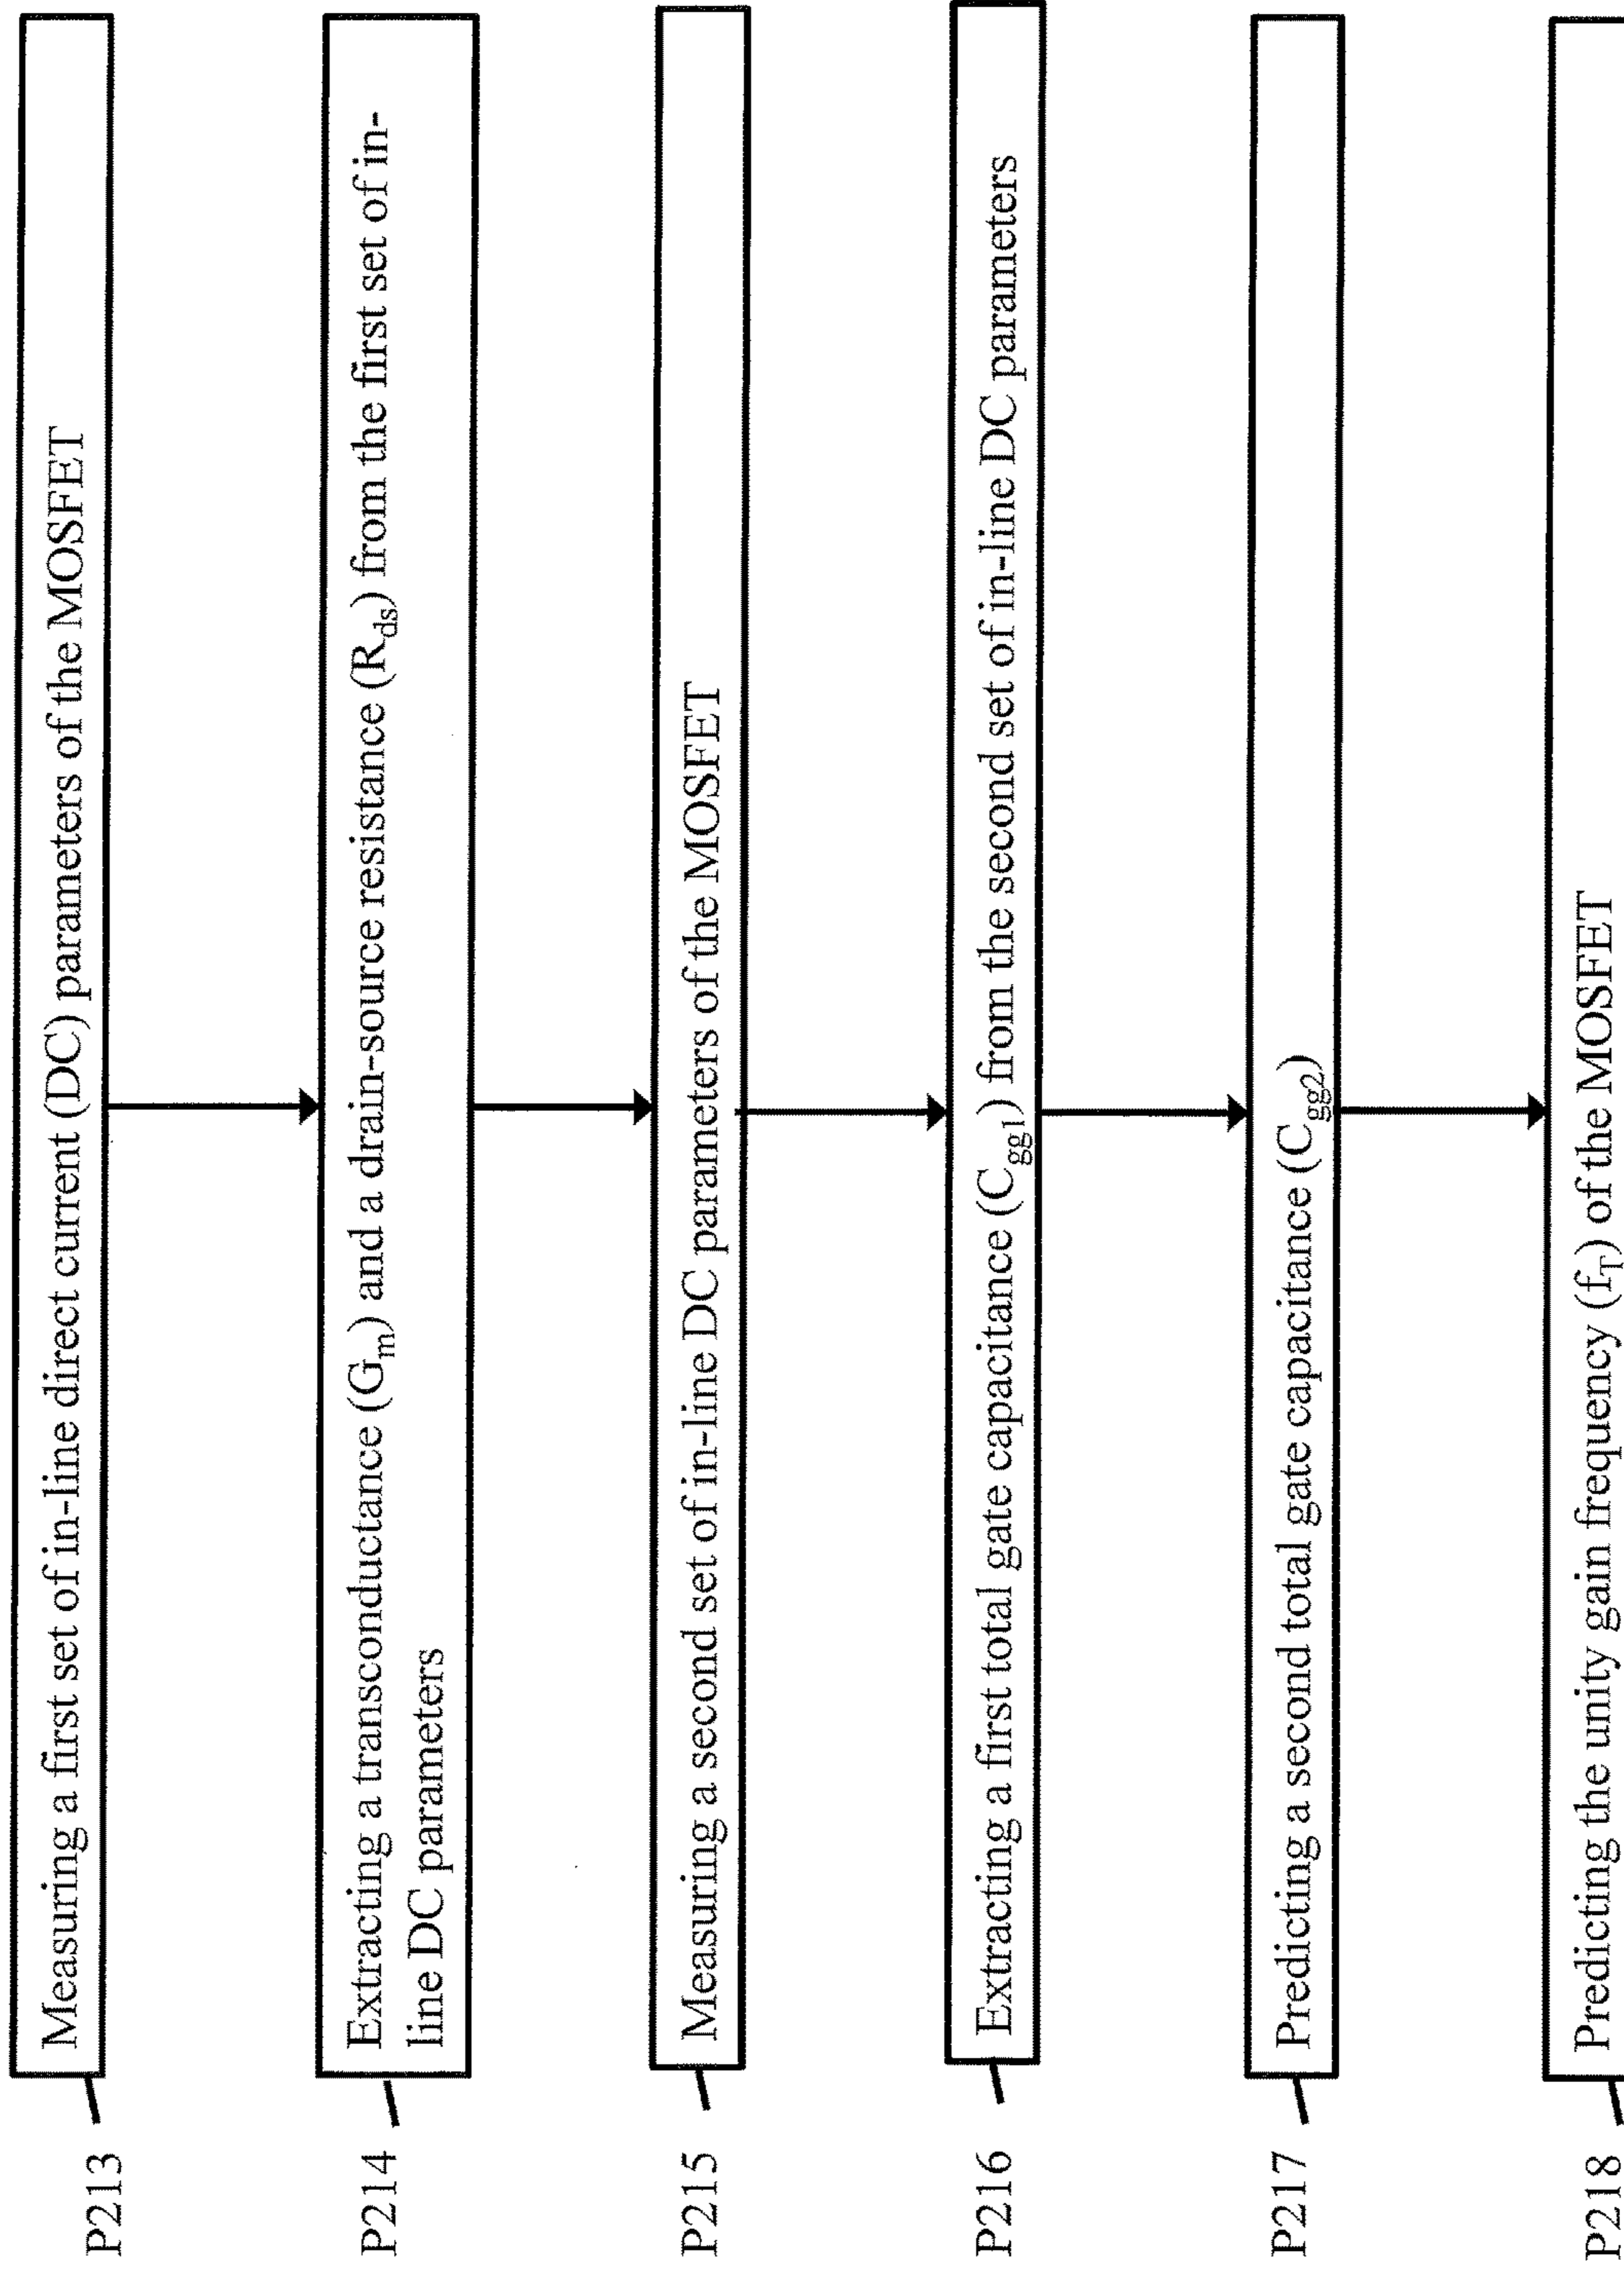 P213
Measuring a first set of in-line direct current (DC) parameters of the MOSFET
P214
Extracting a transconductance (Gm) and a drain-source resistance (Rds) from the first set of in-
line DC parameters
P215
Measuring a second set of in-line DC parameters of the MOSFET
P216
Extracting a first total gate capacitance (Cgg1) from the second set of in-line DC parameters
P217
Predicting a second total gate capacitance (Cgg2)
P218
Predicting the unity gain frequency (fT) of the MOSFET